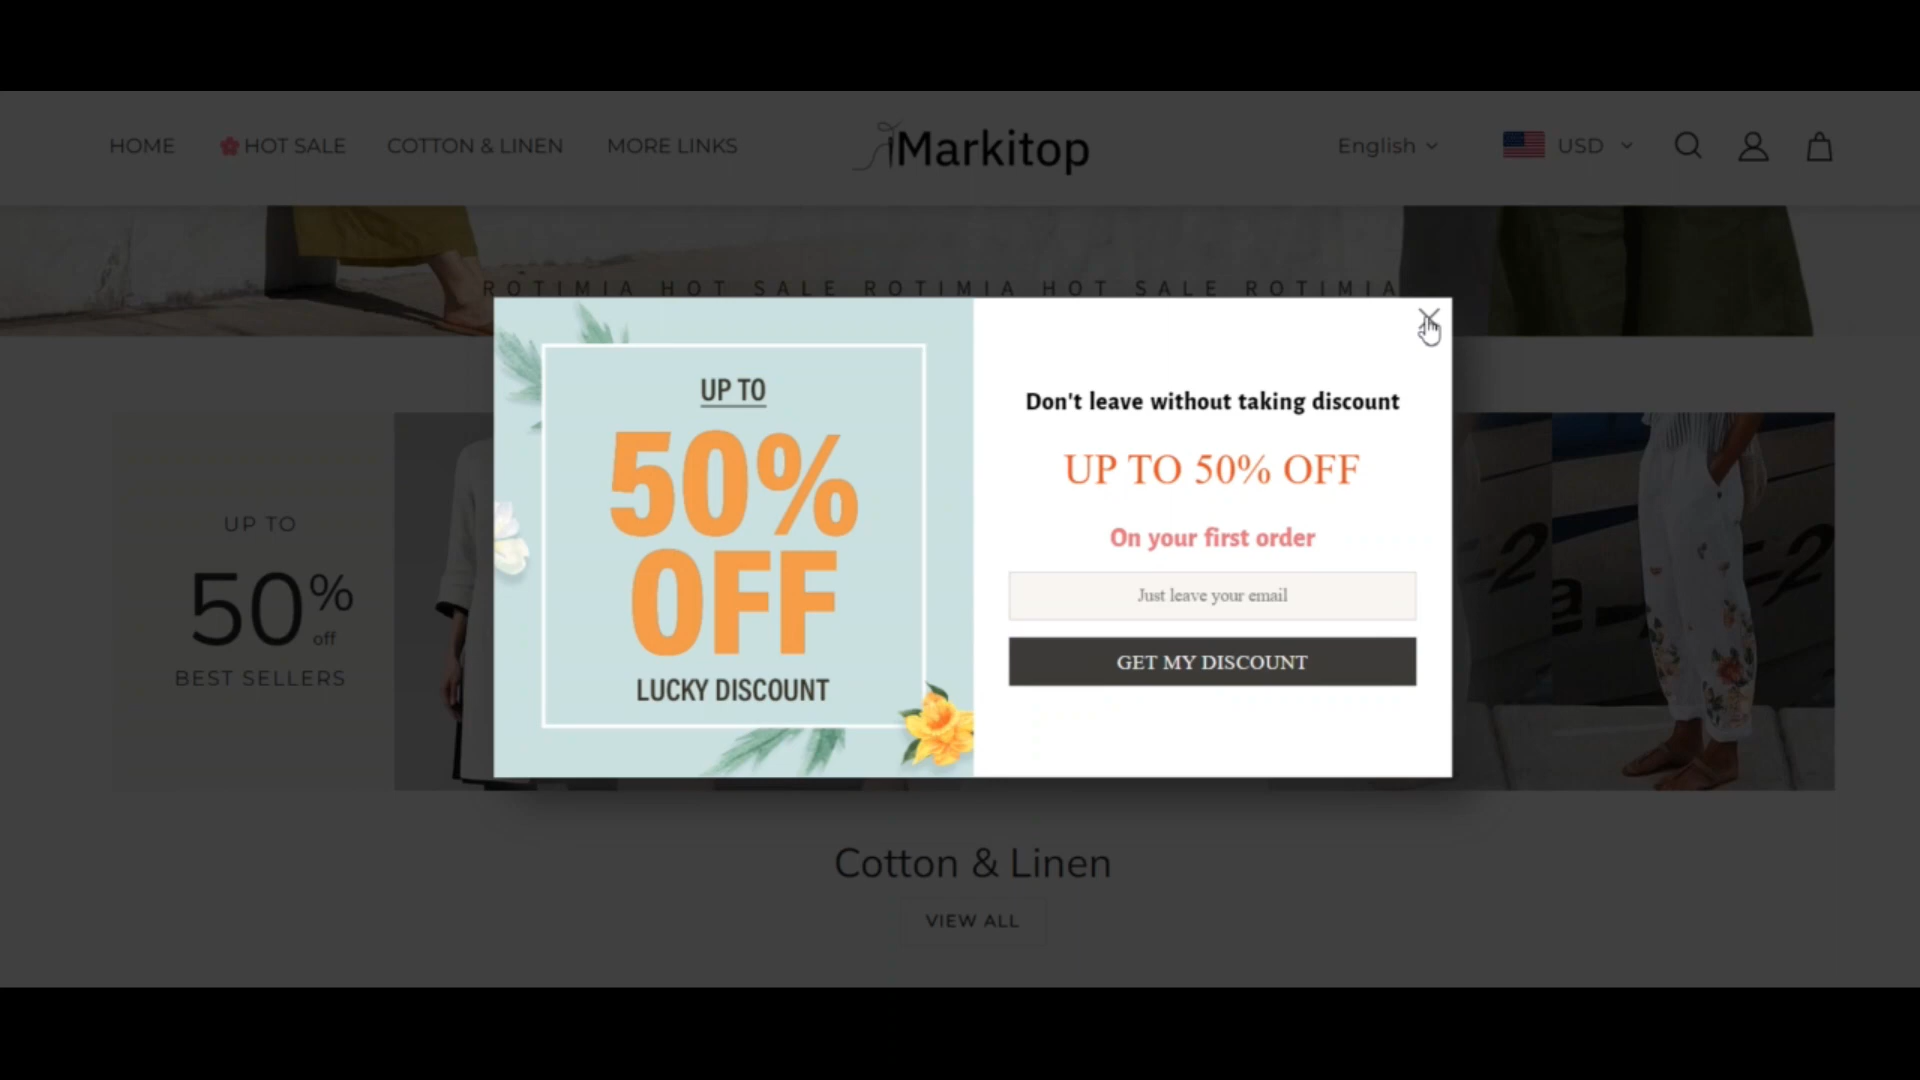 HOME
HOT SALE
COTTON & LINEN
MORE LINKS
Markitop
English
USD
ROTIMIA HOT SALE ROTIMIA HOT SALE ROTIMIA
UP TO
50%
OFF
LUCKY DISCOUNT
Don't leave without taking discount
UP TO 50% OFF
On your first order
Just leave your email
GET MY DISCOUNT
UP TO
50%
off
BEST SELLERS
Cotton & Linen
VIEW ALL